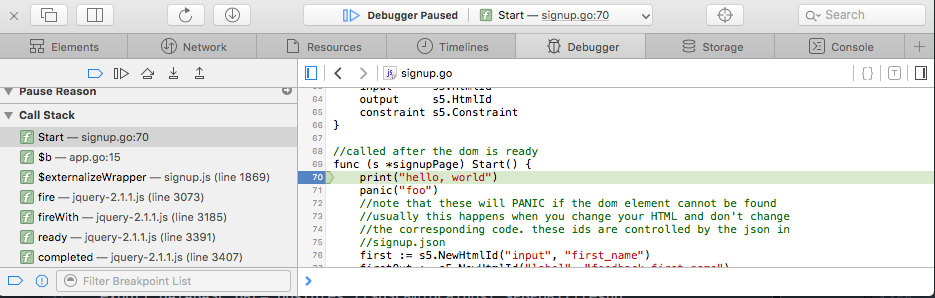 Debugger Paused
Start — signup.go:70
Search
Elements
Network
Resources
Timelines
Debugger
Storage
Console
signup.go
Pause Reason
Call Stack
Start — signup.go:70
$b — app.go:15
$externalizeWrapper — signup.js (line 1869)
fire — jquery-2.1.1.js (line 3073)
fireWith — jquery-2.1.1.js (line 3185)
ready — jquery-2.1.1.js (line 3391)
completed — jquery-2.1.1.js (line 3407)
Filter Breakpoint List
64 output s5.HtmlId
65 constraint s5.Constraint
66 }
67
68 //called after the dom is ready
69 func (s *signupPage) Start() {
70 print("hello, world")
71 panic("foo")
72 //note that these will PANIC if the dom element cannot be found
73 //usually this happens when you change your HTML and don't change
74 //the corresponding code. these ids are controlled by the json in
75 //signup.json
76 first := s5.NewHtmlId("input", "first_name")